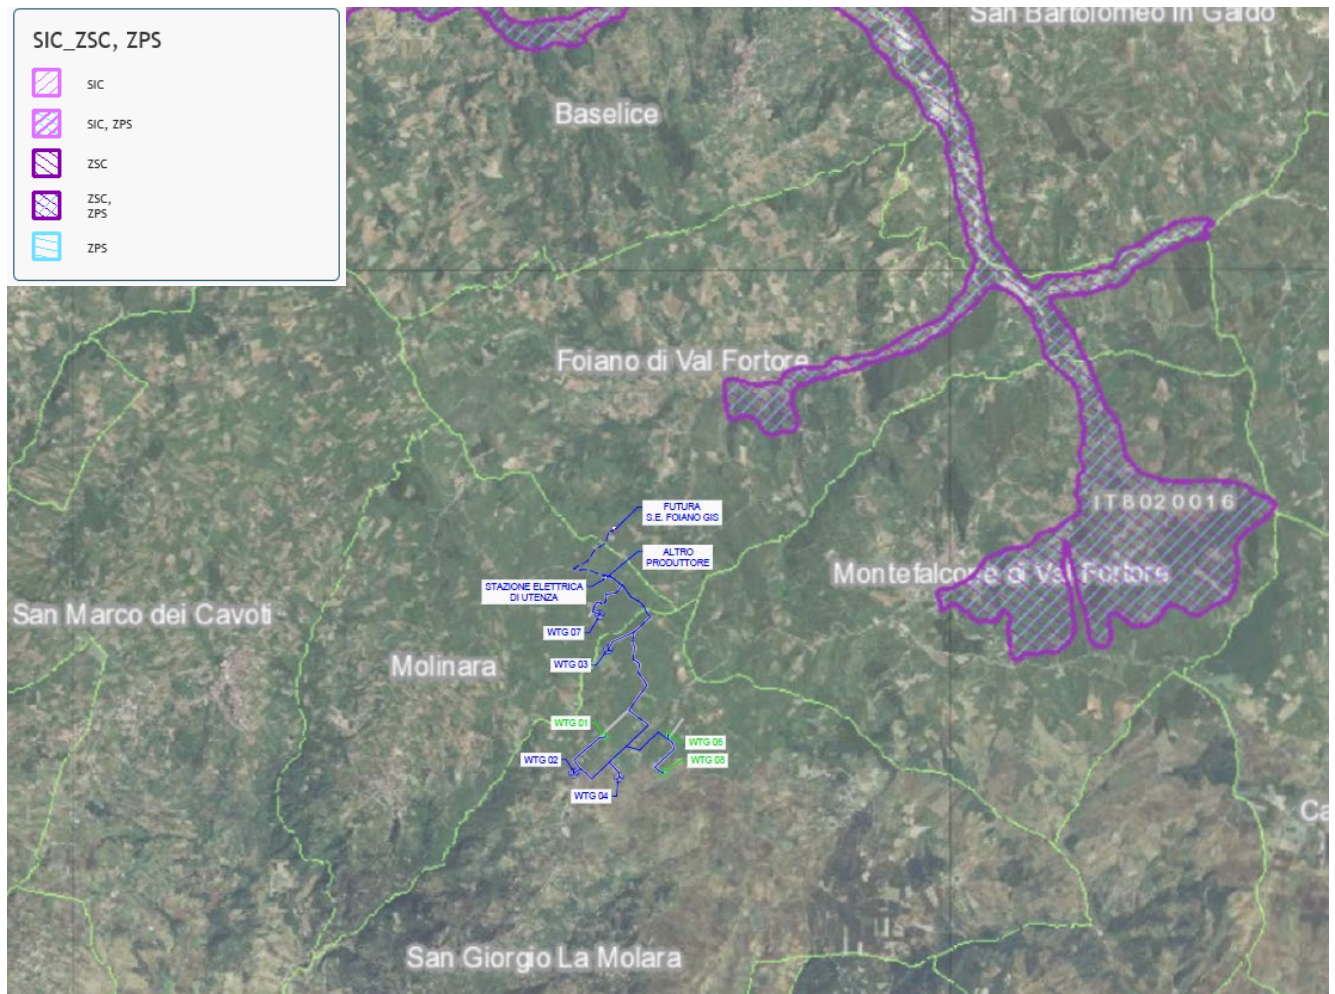 SIC_ZSC, ZPS
SIC
SIC, ZPS
ZSC
ZSC,
ZPS
ZPS
San Bartolomeo in Galdo
Baselice
Foiano di Val Fortore
IT8020016
FUTURA
S.E. FOIANO GIS
ALTRO
PRODUTTORE
STAZIONE ELETTRICA
DI UTENZA
Montefalcone di Val Fortore
San Marco dei Cavoti
WTG 07
WTG 03
Molinara
WTG 01
WTG 06
WTG 02
WTG 08
WTG 04
Ca
San Giorgio La Molara